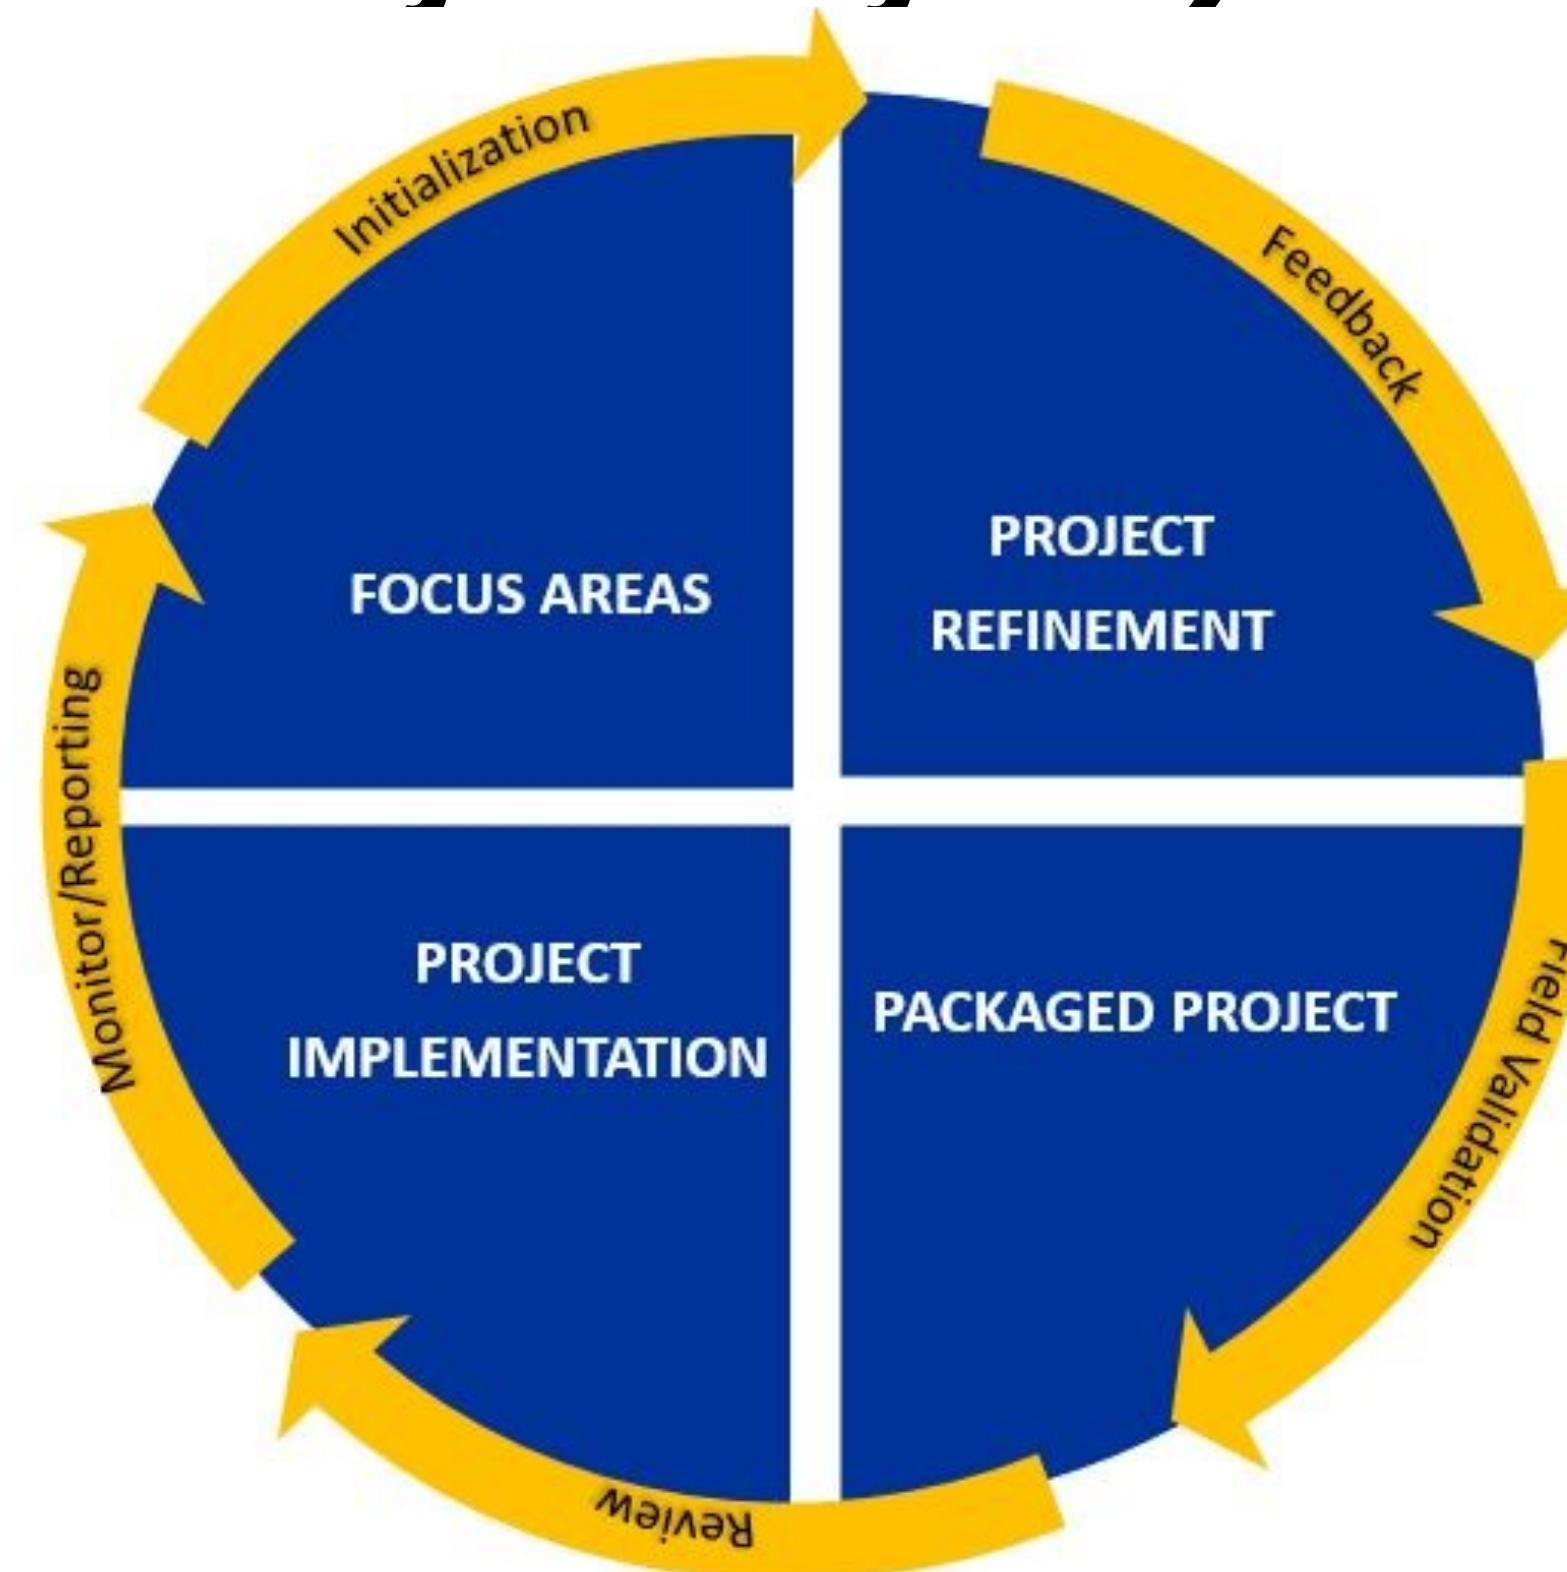 Initialization
Feedback
FOCUS AREAS
PROJECT
REFINEMENT
Monitor/Reporting
PROJECT
IMPLEMENTATION
PACKAGED PROJECT
Field Validation
Review